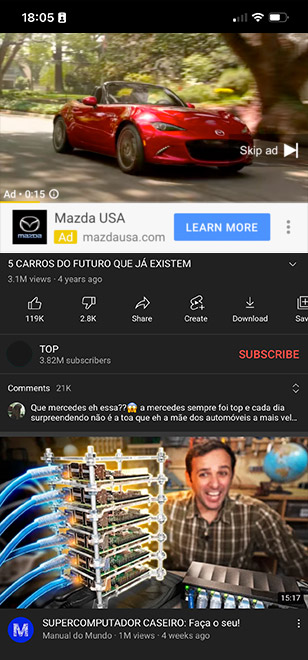 18:05
Skip ad
Ad • 0:15
mazda
Mazda USA
Ad mazdausa.com
LEARN MORE
5 CARROS DO FUTURO QUE JÁ EXISTEM
3.1M views · 4 years ago
119K
2.8K
Share
Create
Download
Sav
TOP
3.82M subscribers
SUBSCRIBE
Comments 21K
Que mercedes eh essa??😱 a mercedes sempre foi top e cada dia
surpreendendo não é a toa que eh a mãe dos automóveis a mais vel...
15:17
M
SUPERCOMPUTADOR CASEIRO: Faça o seu!
Manual do Mundo · 1M views · 4 weeks ago